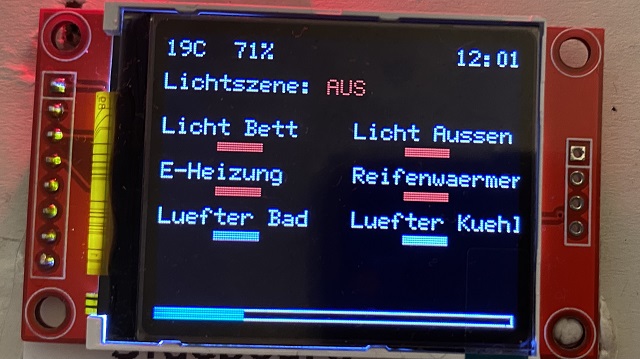 19C 71% 12:01
Lichtszene: AUS
Licht Bett Licht Aussen
E-Heizung Reifenwaermer
Luefter Bad Luefter Kuehl